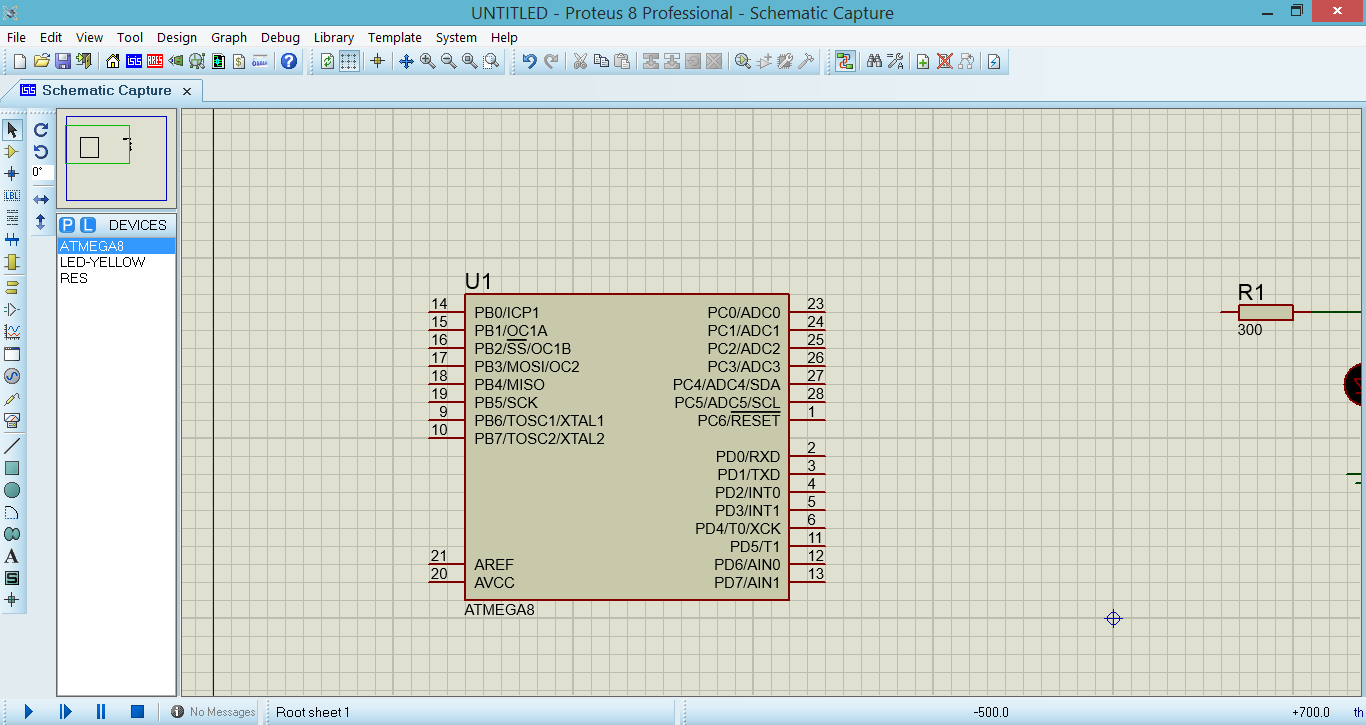 UNTITLED - Proteus 8 Professional - Schematic Capture
File Edit View Tool Design Graph Debug Library Template System Help
ISIS ARES $ ?
ISIS Schematic Capture ×
0°
LBL
P L DEVICES
ATMEGA8
LED-YELLOW
RES
A
S
U1
R1
300
14 PB0/ICP1 PC0/ADC0 23
15 PB1/OC1A PC1/ADC1 24
16 PB2/SS/OC1B PC2/ADC2 25
17 PB3/MOSI/OC2 PC3/ADC3 26
18 PB4/MISO PC4/ADC4/SDA 27
19 PB5/SCK PC5/ADC5/SCL 28
9 PB6/TOSC1/XTAL1 PC6/RESET 1
10 PB7/TOSC2/XTAL2
PD0/RXD 2
PD1/TXD 3
PD2/INT0 4
PD3/INT1 5
PD4/T0/XCK 6
PD5/T1 11
21 AREF PD6/AIN0 12
20 AVCC PD7/AIN1 13
ATMEGA8
No Messages Root sheet 1 -500.0 +700.0 th